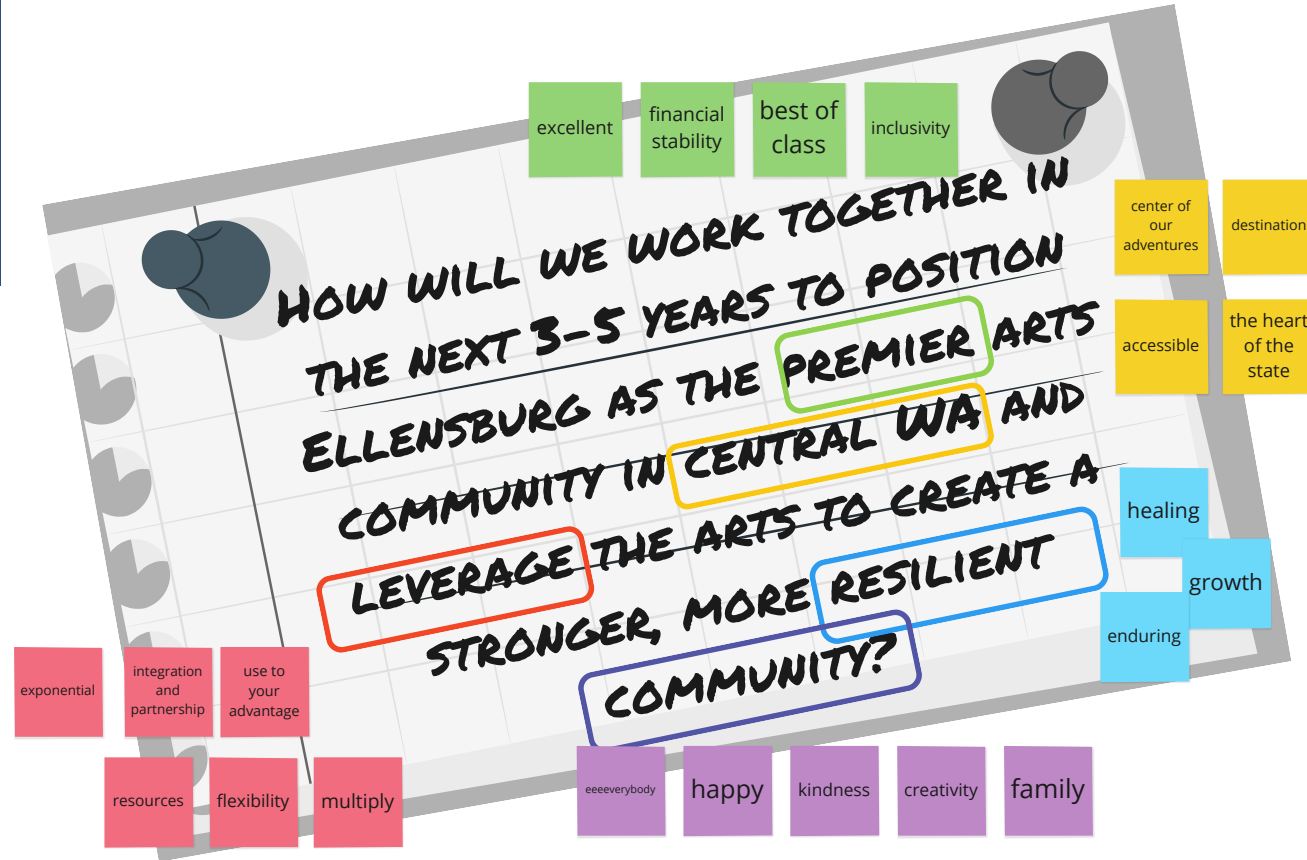 excellent
financial
stability
best of
class
inclusivity
How will we work together in
the next 3-5 years to position
Ellensburg as the premier arts
community in Central WA and
leverage the arts to create a
stronger, more resilient
community?
center of
our
adventures
destination
accessible
the heart
of the
state
healing
growth
enduring
exponential
integration
and
partnership
use to
your
advantage
resources
flexibility
multiply
eeeeverybody
happy
kindness
creativity
family